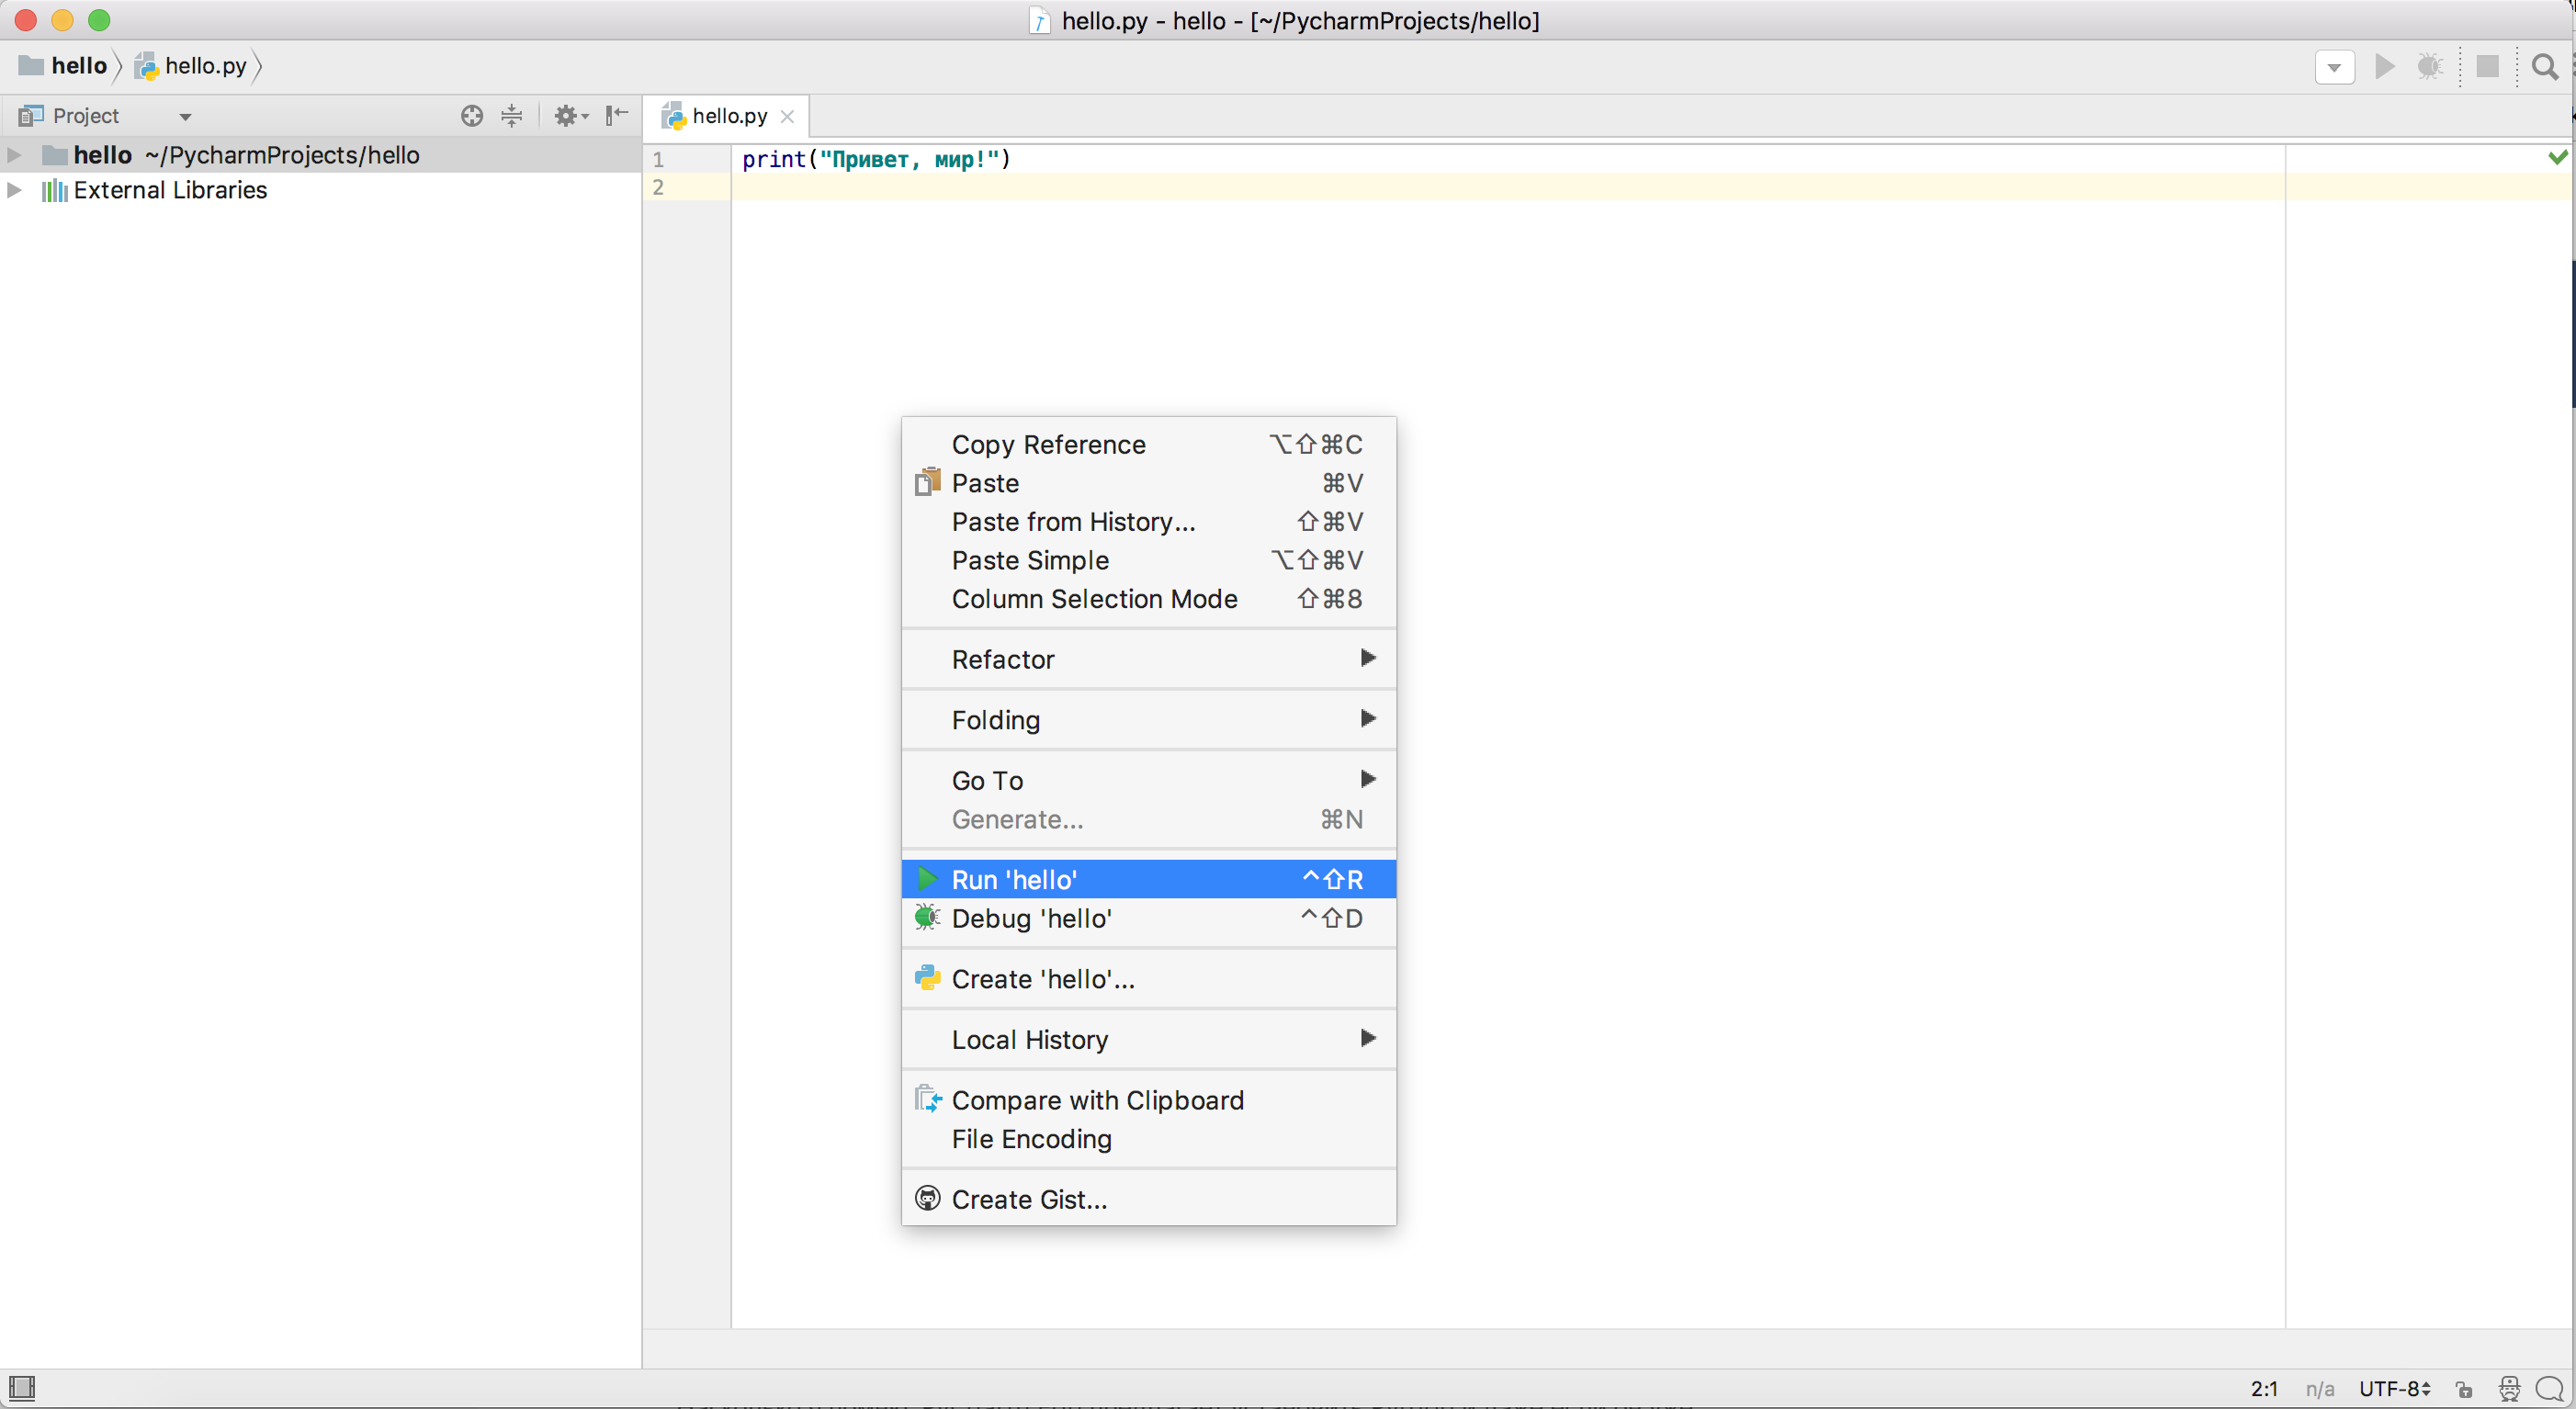 hello.py - hello - [~/PycharmProjects/hello]
hello hello.py
Project
hello.py
hello ~/PycharmProjects/hello
External Libraries
1 print("Привет, мир!")
2
Copy Reference ⌥⇧⌘C
Paste ⌘V
Paste from History... ⇧⌘V
Paste Simple ⌥⇧⌘V
Column Selection Mode ⇧⌘8
Refactor
Folding
Go To
Generate... ⌘N
Run 'hello' ^⇧R
Debug 'hello' ^⇧D
Create 'hello'...
Local History
Compare with Clipboard
File Encoding
Create Gist...
2:1 n/a UTF-8